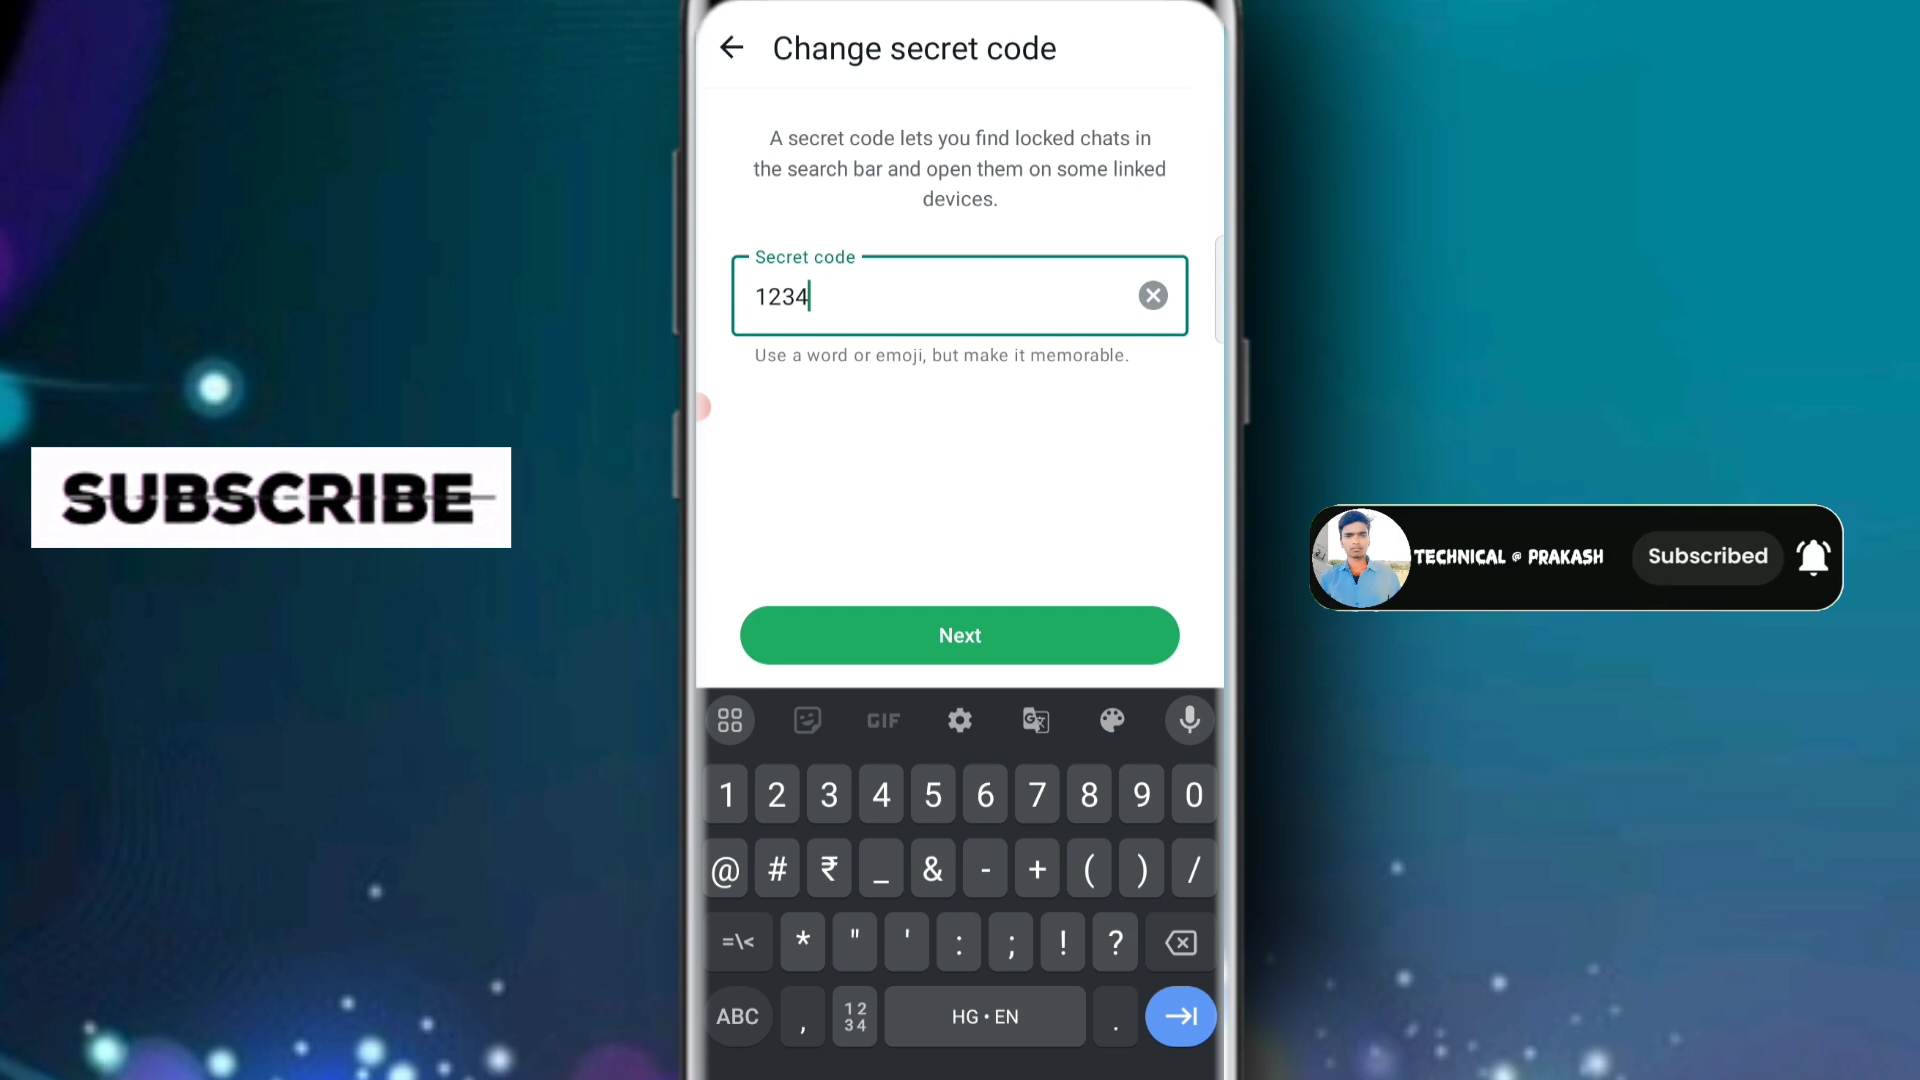 Change secret code
A secret code lets you find locked chats in
the search bar and open them on some linked
devices.
Secret code
1234
Use a word or emoji, but make it memorable.
SUBSCRIBE
TECHNICAL @ PRAKASH Subscribed
Next
GIF
1 2 3 4 5 6 7 8 9 0
@ # ₹ _ & - + ( ) /
=\< * " ' : ; ! ?
ABC , 12 34 HG • EN .